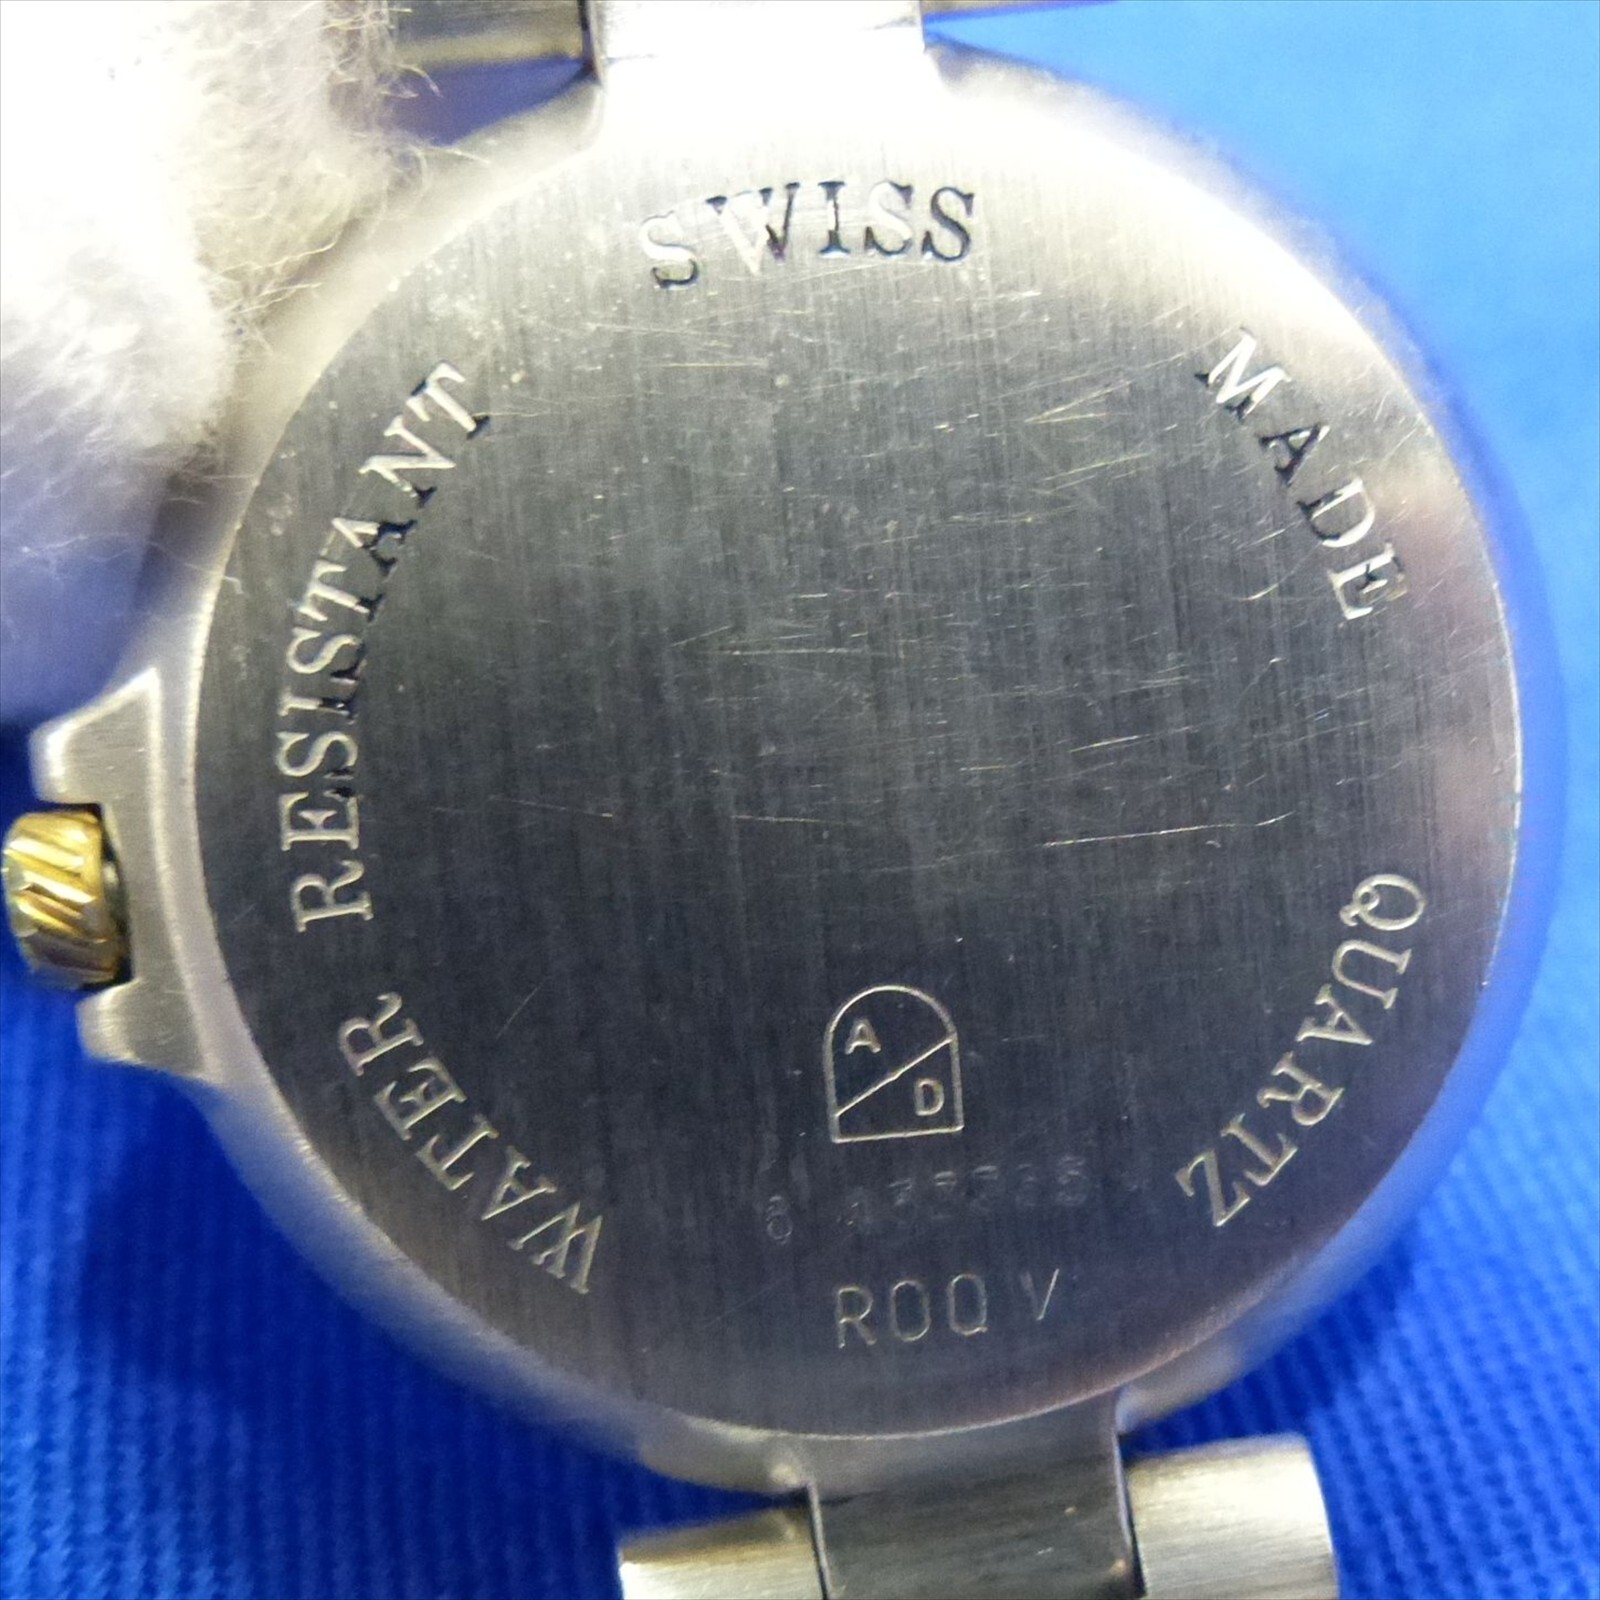 SWISS
MADE
QUARTZ
WATER RESISTANT
A
D
ROQ V